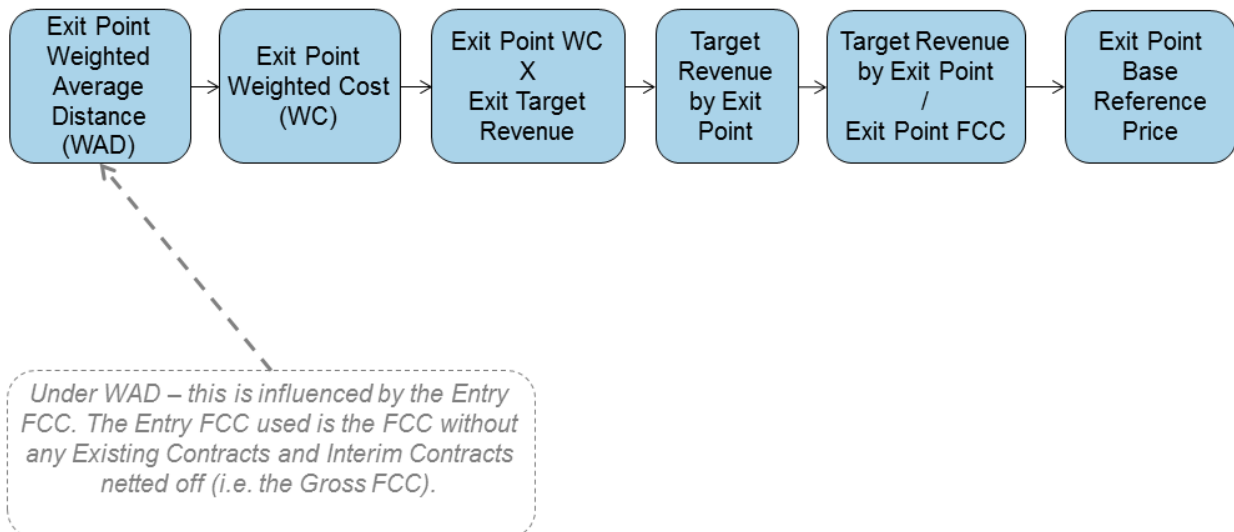 Exit Point
Weighted
Average
Distance
(WAD)
Exit Point
Weighted Cost
(WC)
Exit Point WC
X
Exit Target
Revenue
Target
Revenue
by Exit
Point
Target Revenue
by Exit Point
/
Exit Point FCC
Exit Point
Base
Reference
Price
Under WAD – this is influenced by the Entry
FCC. The Entry FCC used is the FCC without
any Existing Contracts and Interim Contracts
netted off (i.e. the Gross FCC).